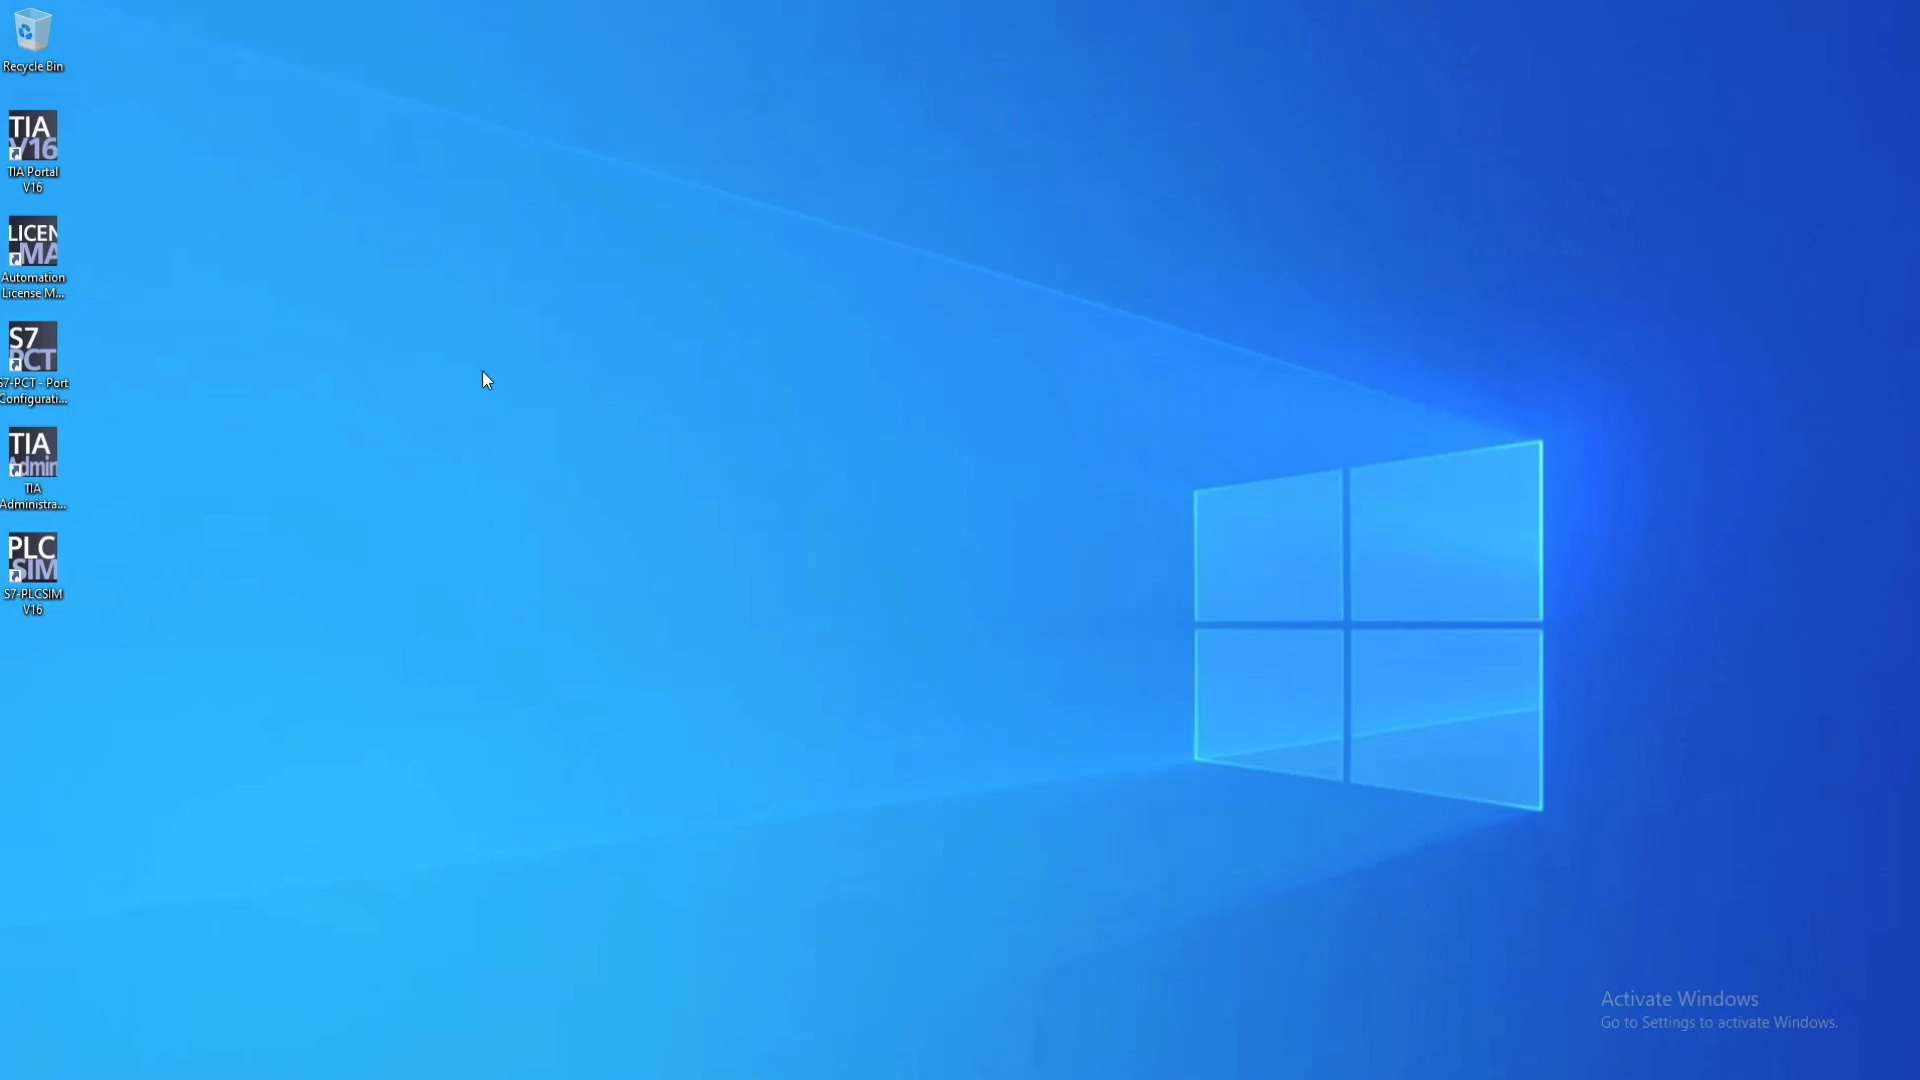 Recycle Bin
TIA
V16
TIA Portal
V16
LICEN
MA
Automation
License M...
S7
PCT
S7-PCT - Port
Configurati...
TIA
Admin
TIA
Administra...
PLC
SIM
S7-PLCSIM
V16
Activate Windows
Go to Settings to activate Windows.